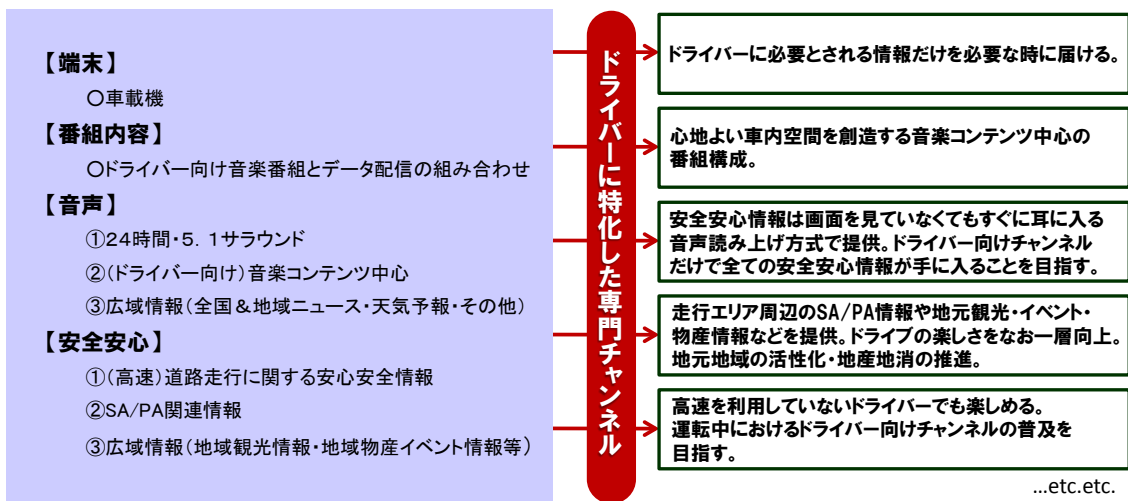 【端末】
○車載機
【番組内容】
○ドライバー向け音楽番組とデータ配信の組み合わせ
【音声】
①24時間・5．1サラウンド
②(ドライバー向け)音楽コンテンツ中心
③広域情報(全国＆地域ニュース・天気予報・その他)
【安全安心】
①(高速)道路走行に関する安心安全情報
②SA/PA関連情報
③広域情報(地域観光情報・地域物産イベント情報等)
ドライバーに特化した専門チャンネル
ドライバーに必要とされる情報だけを必要な時に届ける。
心地よい車内空間を創造する音楽コンテンツ中心の
番組構成。
安全安心情報は画面を見ていなくてもすぐに耳に入る
音声読み上げ方式で提供。ドライバー向けチャンネル
だけで全ての安全安心情報が手に入ることを目指す。
走行エリア周辺のSA/PA情報や地元観光・イベント・
物産情報などを提供。ドライブの楽しさをなお一層向上。
地元地域の活性化・地産地消の推進。
高速を利用していないドライバーでも楽しめる。
運転中におけるドライバー向けチャンネルの普及を
目指す。
...etc.etc.